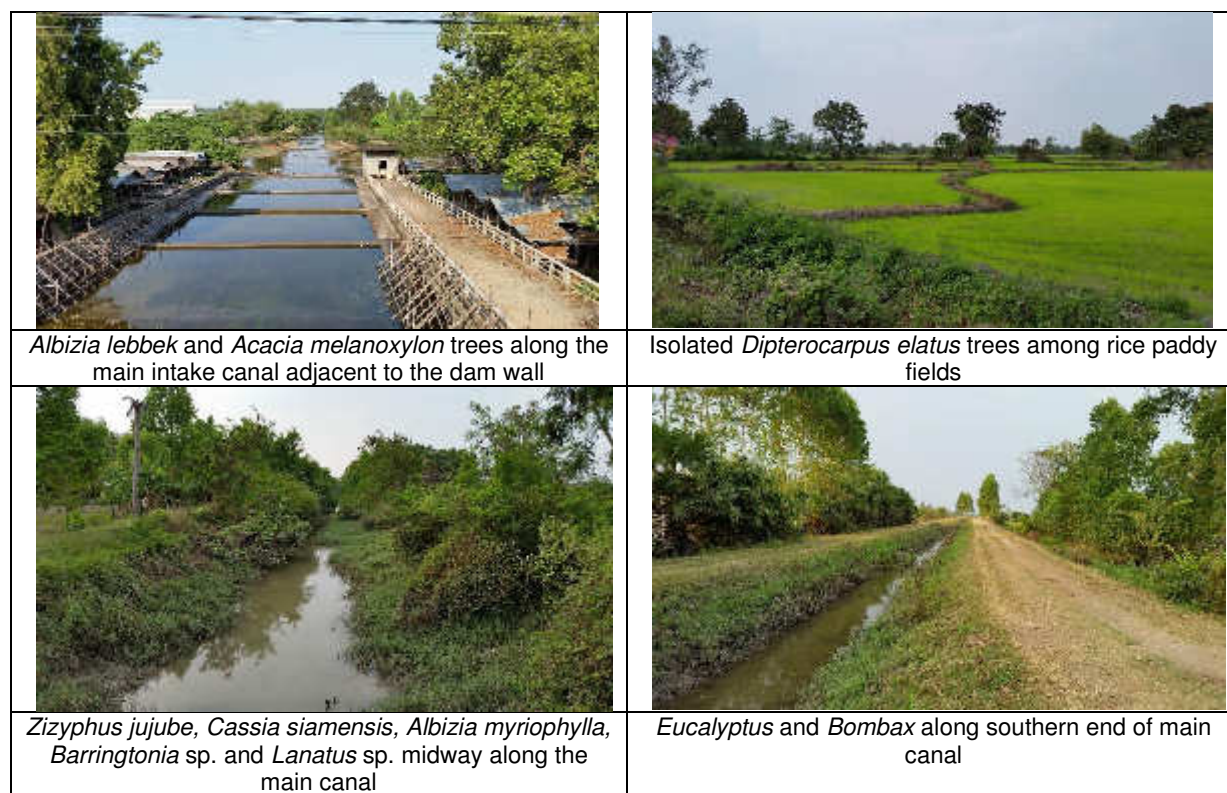 Albizia lebbek and Acacia melanoxylon trees along the
main intake canal adjacent to the dam wall
Isolated Dipterocarpus elatus trees among rice paddy
fields
Zizyphus jujube, Cassia siamensis, Albizia myriophylla,
Barringtonia sp. and Lanatus sp. midway along the
main canal
Eucalyptus and Bombax along southern end of main
canal